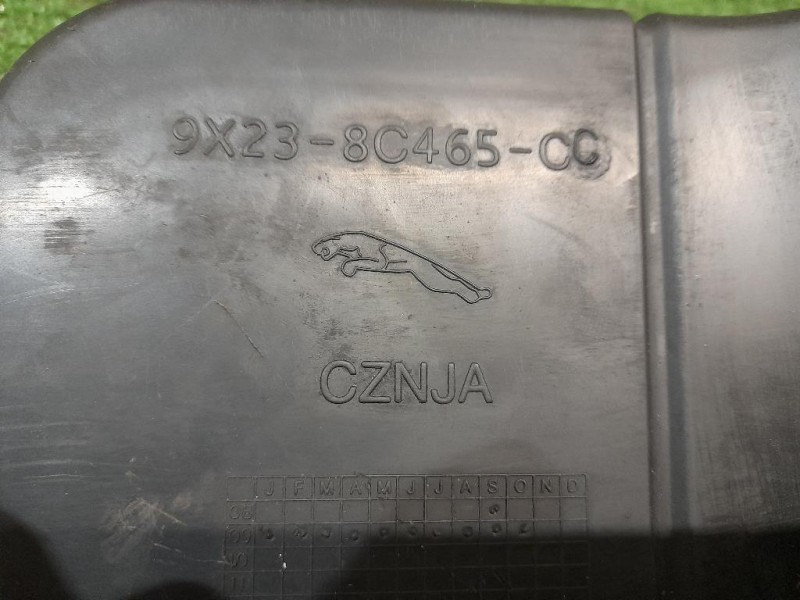 9X23-8C465-CC
CZNJA
J F M A M J J A S O N D